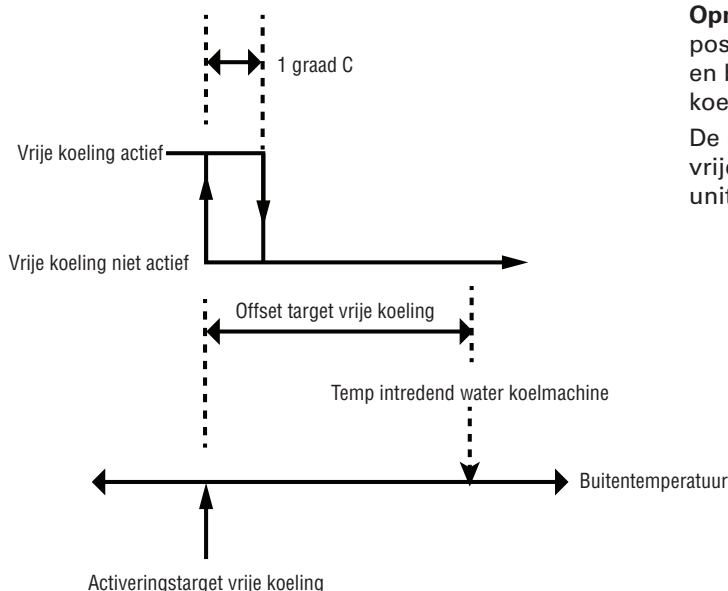 1 graad C
Vrije koeling actief
Vrije koeling niet actief
Offset target vrije koeling
Temp intredend water koelmachine
Buitentemperatuur
Activeringstarget vrije koeling
pos
en
koe
De
vrije
unit